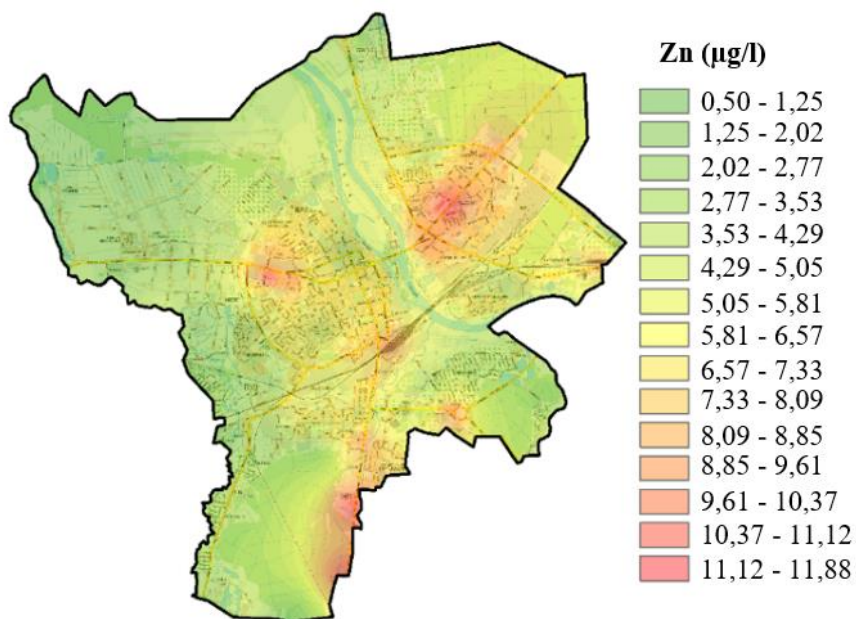 Zn (µg/l)
0,50 - 1,25
1,25 - 2,02
2,02 - 2,77
2,77 - 3,53
3,53 - 4,29
4,29 - 5,05
5,05 - 5,81
5,81 - 6,57
6,57 - 7,33
7,33 - 8,09
8,09 - 8,85
8,85 - 9,61
9,61 - 10,37
10,37 - 11,12
11,12 - 11,88